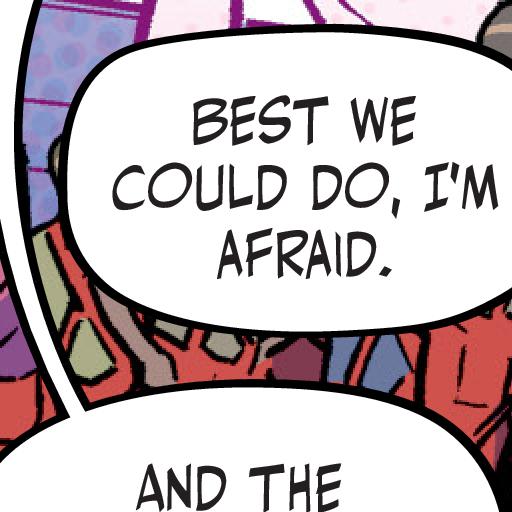 BEST WE
COULD DO, I'M
AFRAID.
AND THE